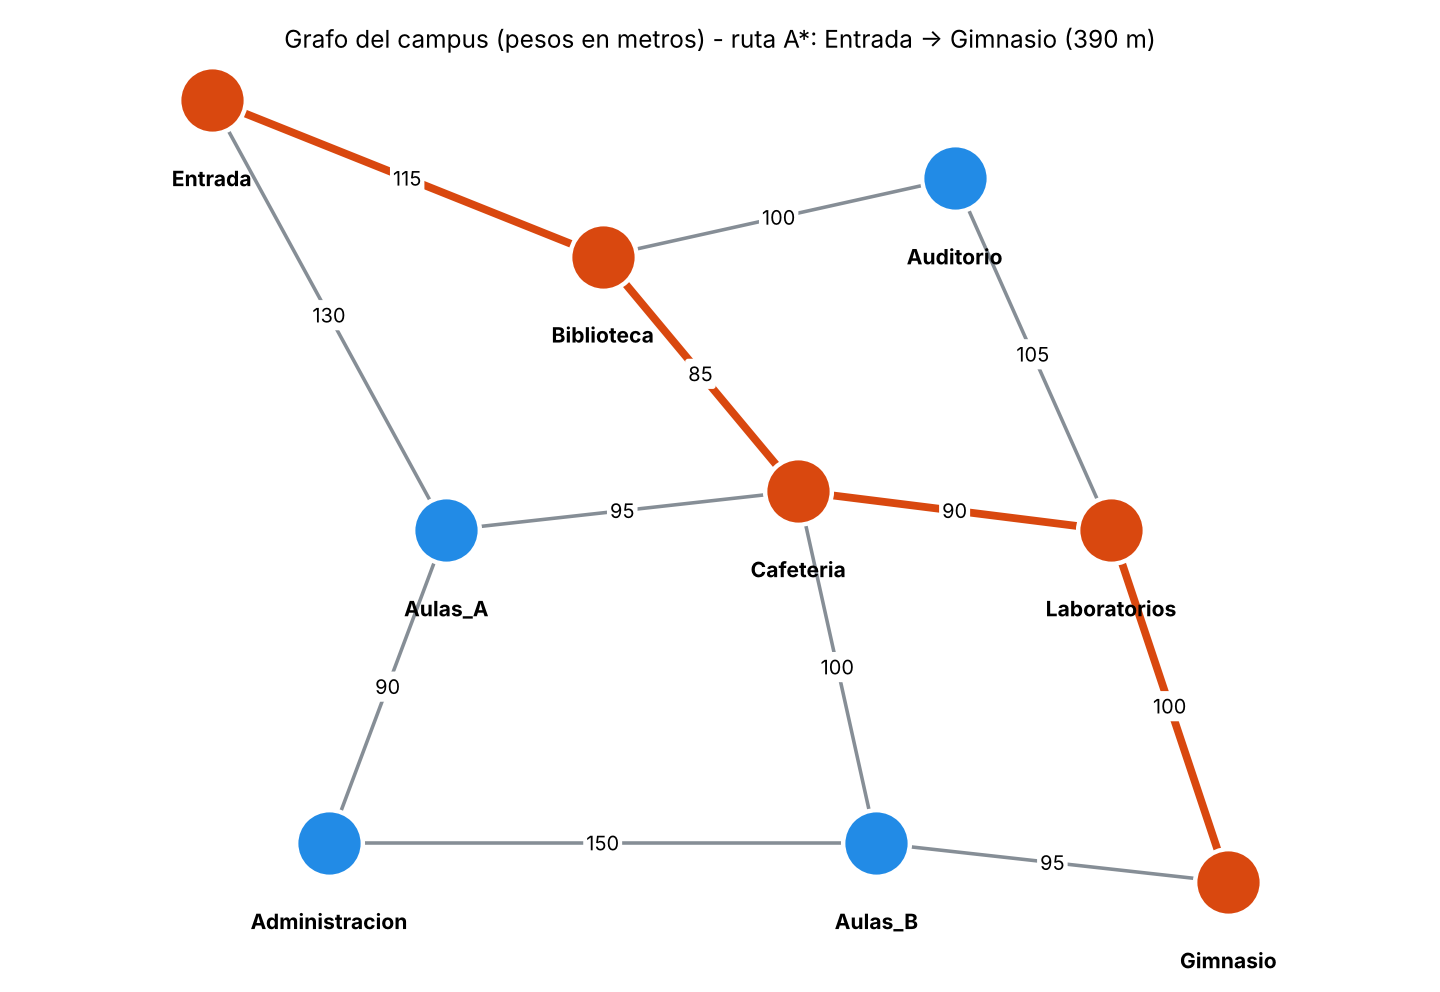 Grafo del campus (pesos en metros) - ruta A*: Entrada → Gimnasio (390 m)
Entrada
115
100
Auditorio
130
Biblioteca
105
85
95
90
Cafeteria
Aulas_A
Laboratorios
100
90
100
150
95
Administracion
Aulas_B
Gimnasio